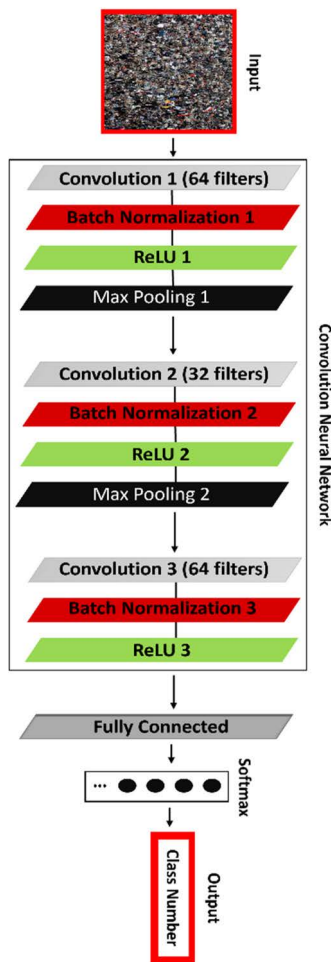 Input
Convolution 1 (64 filters)
Batch Normalization 1
ReLU 1
Max Pooling 1
Convolution 2 (32 filters)
Batch Normalization 2
ReLU 2
Max Pooling 2
Convolution 3 (64 filters)
Batch Normalization 3
ReLU 3
Convolution Neural Network
Fully Connected
Softmax
...
Class Number
Output